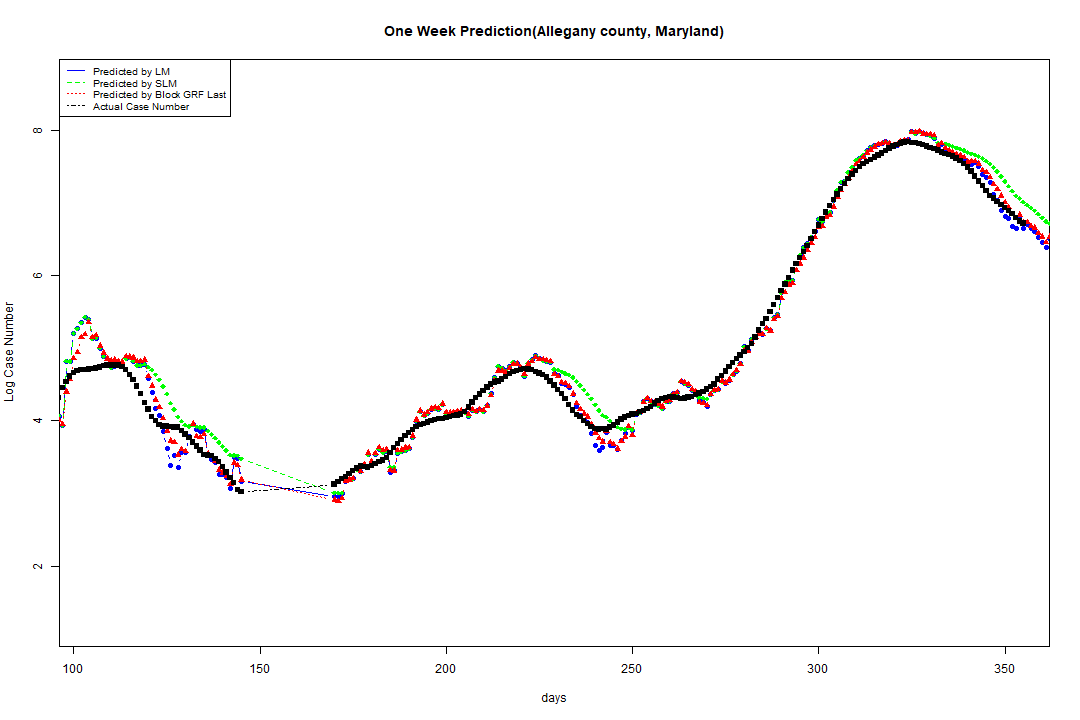 One Week Prediction(Allegany county, Maryland)
Predicted by LM
Predicted by SLM
Predicted by Block GRF Last
Actual Case Number
8
6
4
2
Log Case Number
100 150 200 250 300 350
days